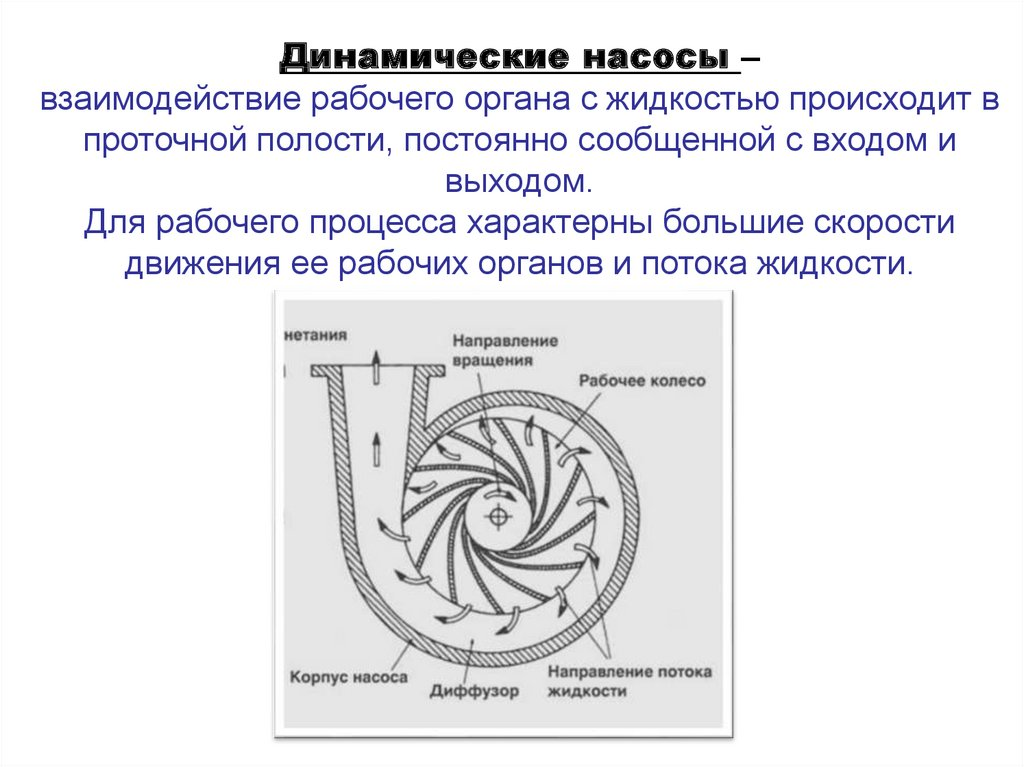 Динамические насосы –
взаимодействие рабочего органа с жидкостью происходит в
проточной полости, постоянно сообщенной с входом и
выходом.
Для рабочего процесса характерны большие скорости
движения ее рабочих органов и потока жидкости.
нетания
Направление
вращения
Рабочее колесо
Корпус насоса
Диффузор
Направление потока
жидкости